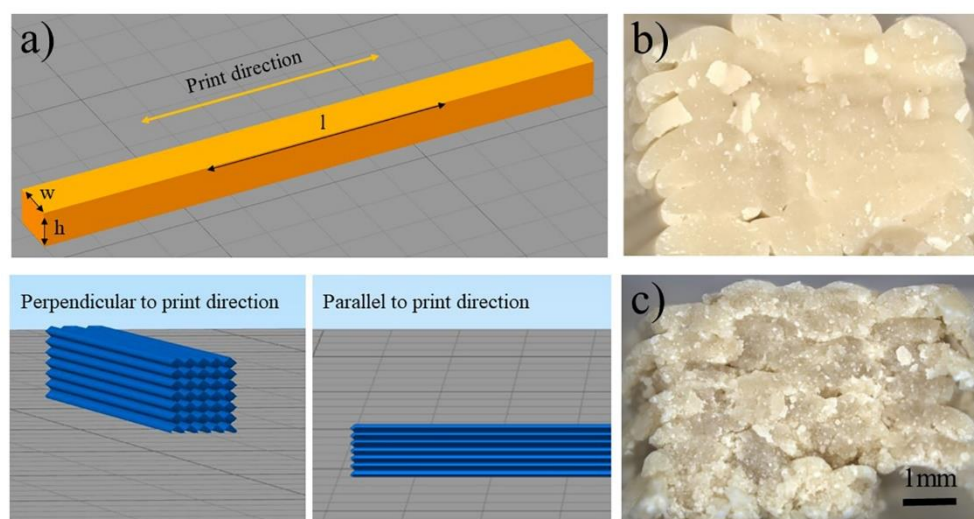 a)
Print direction
l
w
h
b)
Perpendicular to print direction
Parallel to print direction
c)
1mm